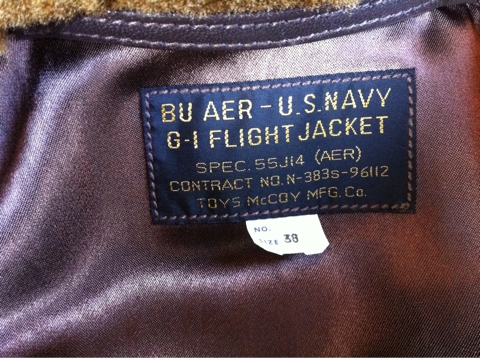 BU AER - U.S. NAVY
G-1 FLIGHT JACKET
SPEC. 55J14 (AER)
CONTRACT NO. N-383s-96112
TOYS McCOY MFG. Co.
NO.
SIZE 38